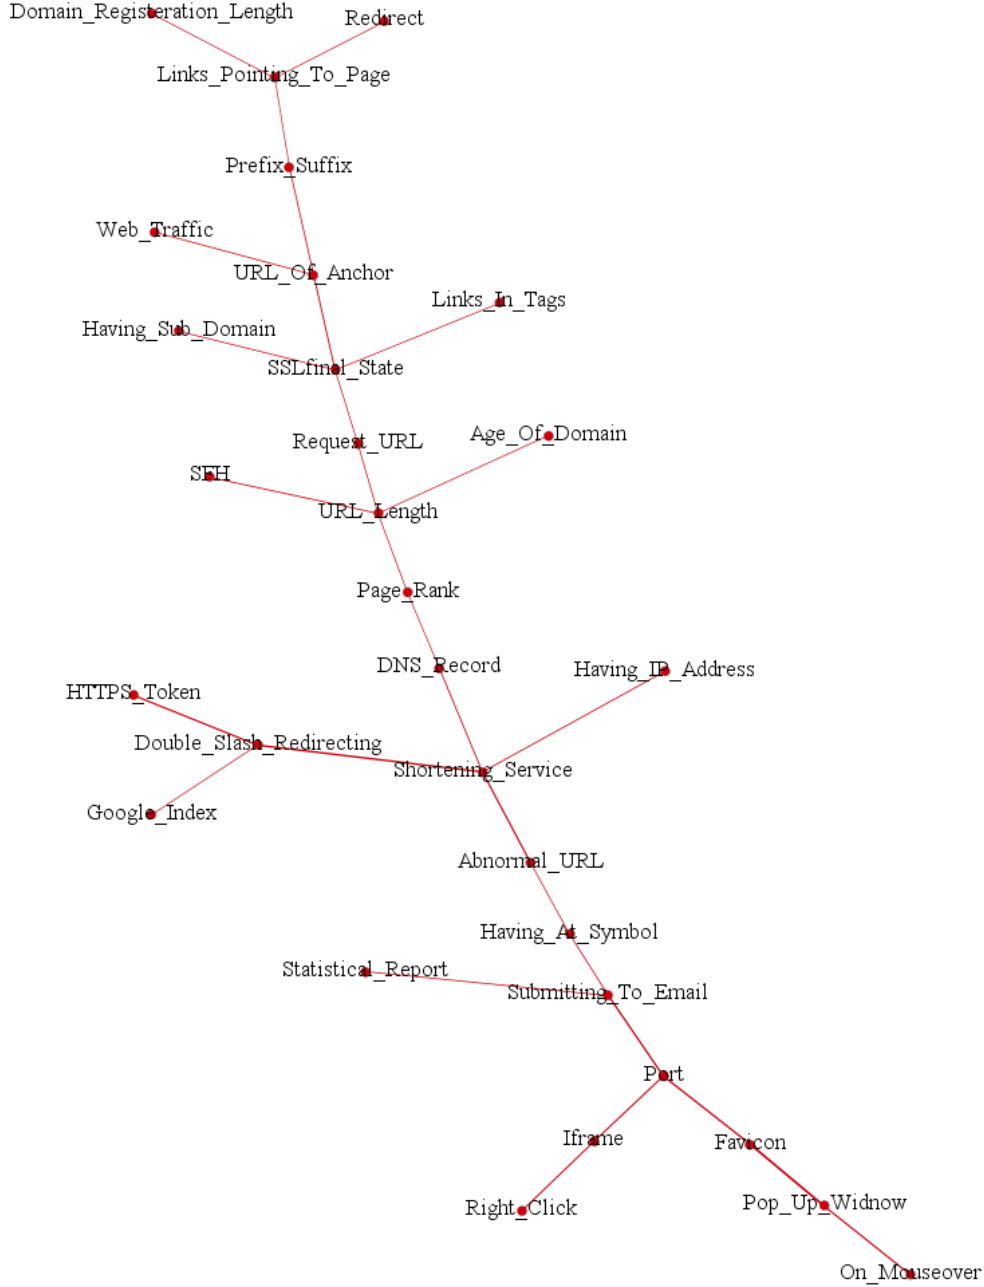 Domain_Registeration_Length
Redirect
Links_Pointing_To_Page
Prefix_Suffix
Web_Traffic
URL_Of_Anchor
Links_In_Tags
Having_Sub_Domain
SSLfinal_State
Request_URL
Age_Of_Domain
SFH
URL_Length
Page_Rank
DNS_Record
Having_IP_Address
HTTPS_Token
Double_Slash_Redirecting
Shortening_Service
Google_Index
Abnormal_URL
Having_At_Symbol
Statistical_Report
Submitting_To_Email
Port
Iframe
Favicon
Right_Click
Pop_Up_Widnow
On_Mouseover